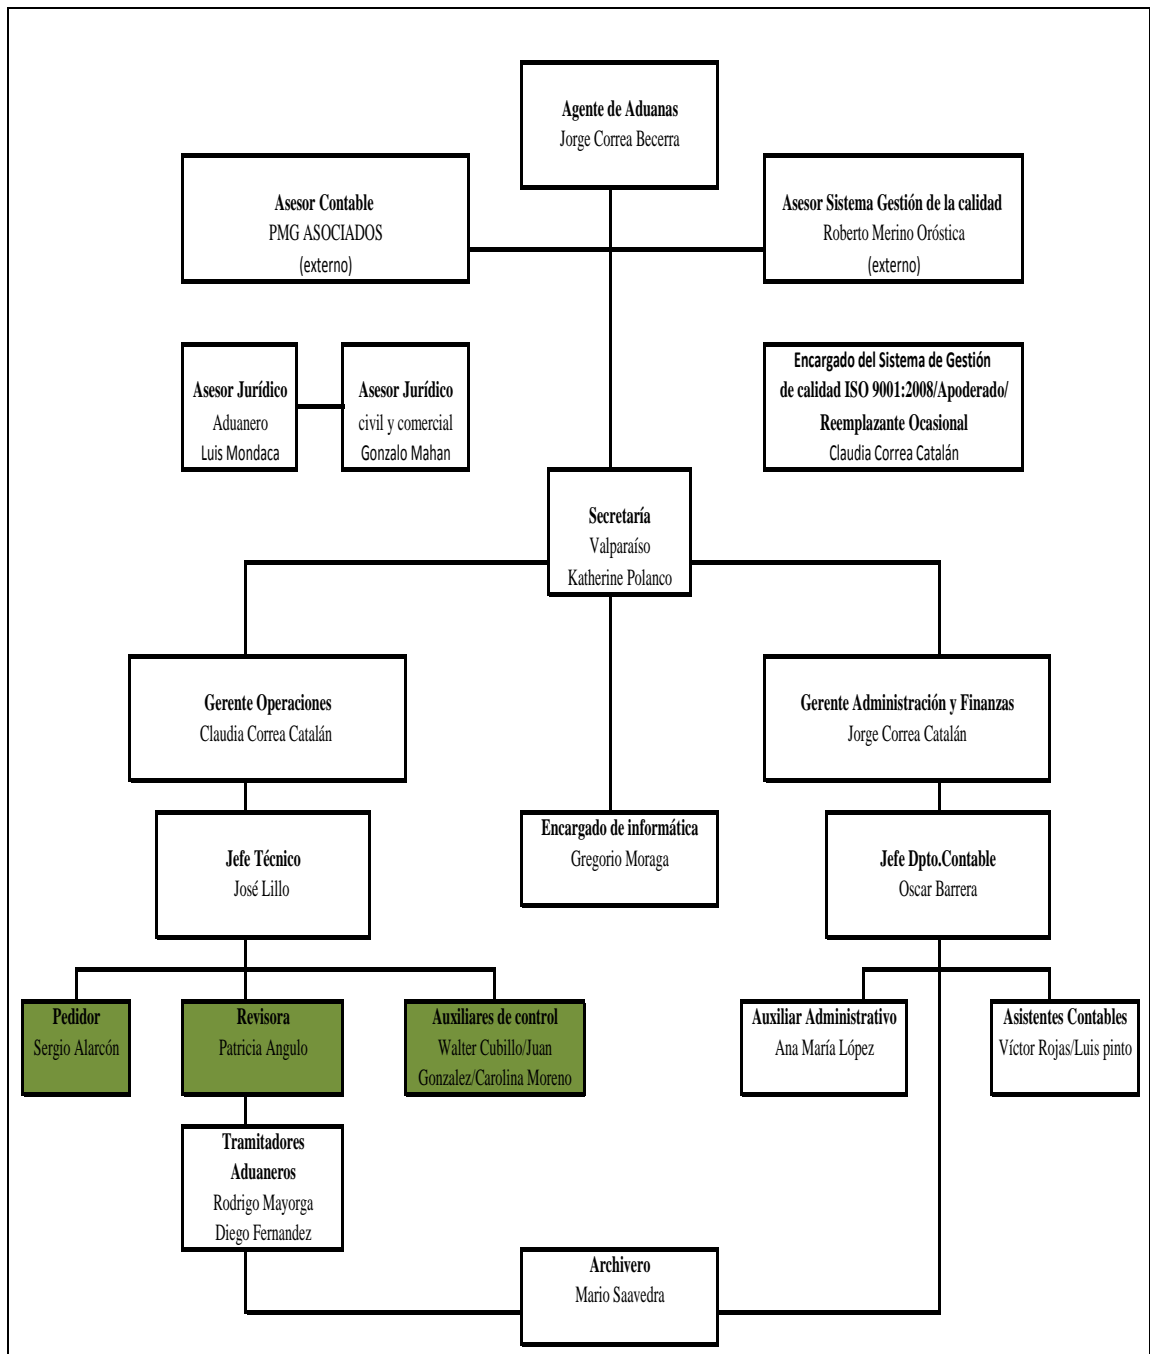 Agente de Aduanas
Jorge Correa Becerra
Asesor Contable
PMG ASOCIADOS
(externo)
Asesor Sistema Gestión de la calidad
Roberto Merino Oróstica
(externo)
Asesor Jurídico
Aduanero
Luis Mondaca
Asesor Jurídico
civil y comercial
Gonzalo Mahan
Encargado del Sistema de Gestión
de calidad ISO 9001:2008/Apoderado/
Reemplazante Ocasional
Claudia Correa Catalán
Secretaría
Valparaíso
Katherine Polanco
Gerente Operaciones
Claudia Correa Catalán
Gerente Administración y Finanzas
Jorge Correa Catalán
Jefe Técnico
José Lillo
Encargado de informática
Gregorio Moraga
Jefe Dpto.Contable
Oscar Barrera
Pedidor
Sergio Alarcón
Revisora
Patricia Angulo
Auxiliares de control
Walter Cubillo/Juan
Gonzalez/Carolina Moreno
Auxiliar Administrativo
Ana María López
Asistentes Contables
Víctor Rojas/Luis pinto
Tramitadores
Aduaneros
Rodrigo Mayorga
Diego Fernandez
Archivero
Mario Saavedra